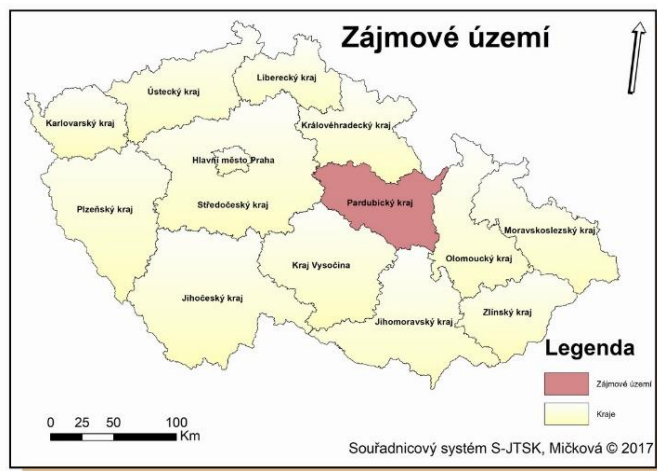 Zájmové území
Liberecký kraj
Ústecký kraj
Karlovarský kraj
Královéhradecký kraj
Hlavní město Praha
Plzeňský kraj
Středočeský kraj
Pardubický kraj
Moravskoslezský kraj
Olomoucký kraj
Kraj Vysočina
Jihočeský kraj
Jihomoravský kraj
Zlínský kraj
Legenda
Zájmové území
Kraje
0 25 50 100
Km
Souřadnicový systém S-JTSK, Mičková © 2017